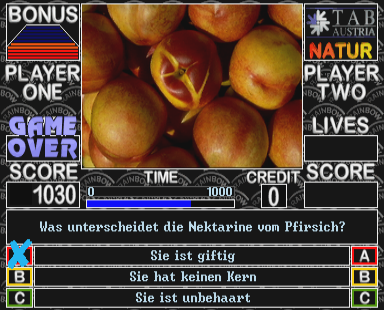 BONUS
TAB
AUSTRIA
NATUR
PLAYER
ONE
PLAYER
TWO
GAME
OVER
LIVES
SCORE
TIME
CREDIT
SCORE
1030
0
1000
0
Was unterscheidet die Nektarine vom Pfirsich?
Sie ist giftig
A
B
Sie hat keinen Kern
B
C
Sie ist unbehaart
C